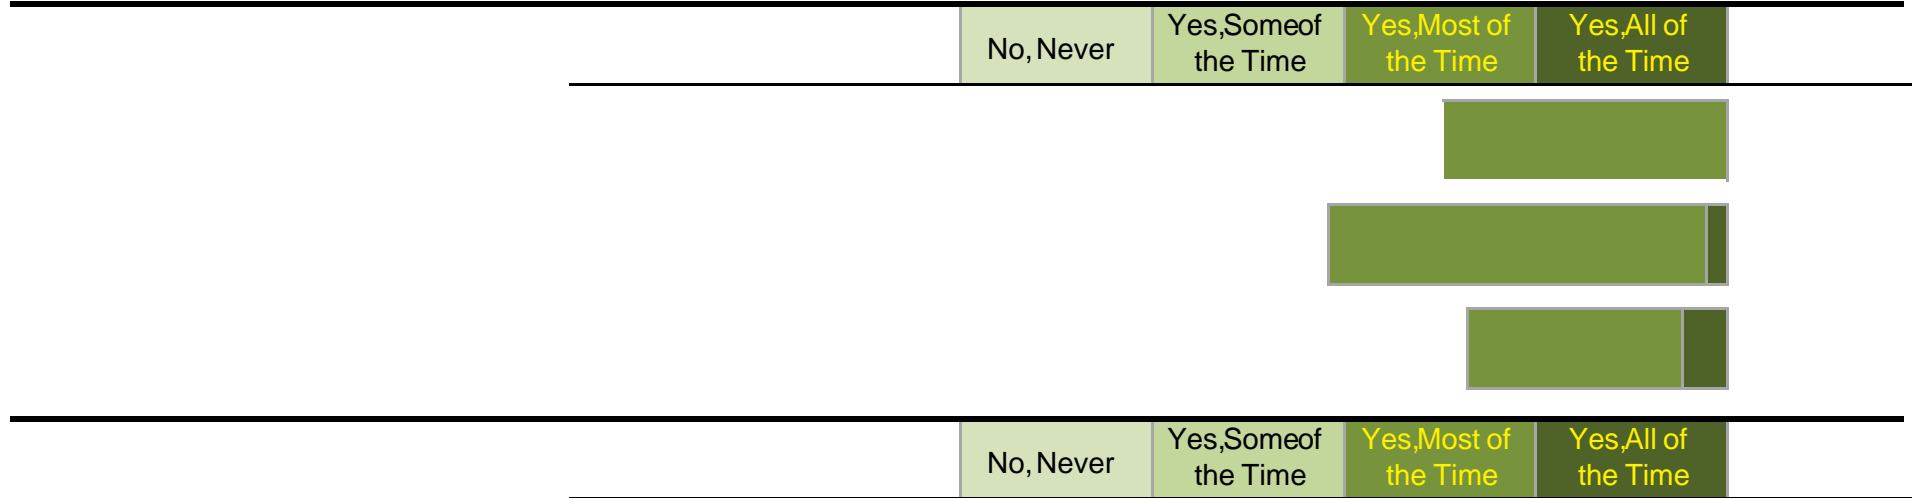 No, Never
Yes,Someof
the Time
Yes,Most of
the Time
Yes,All of
the Time
No, Never
Yes,Someof
the Time
Yes,Most of
the Time
Yes,All of
the Time